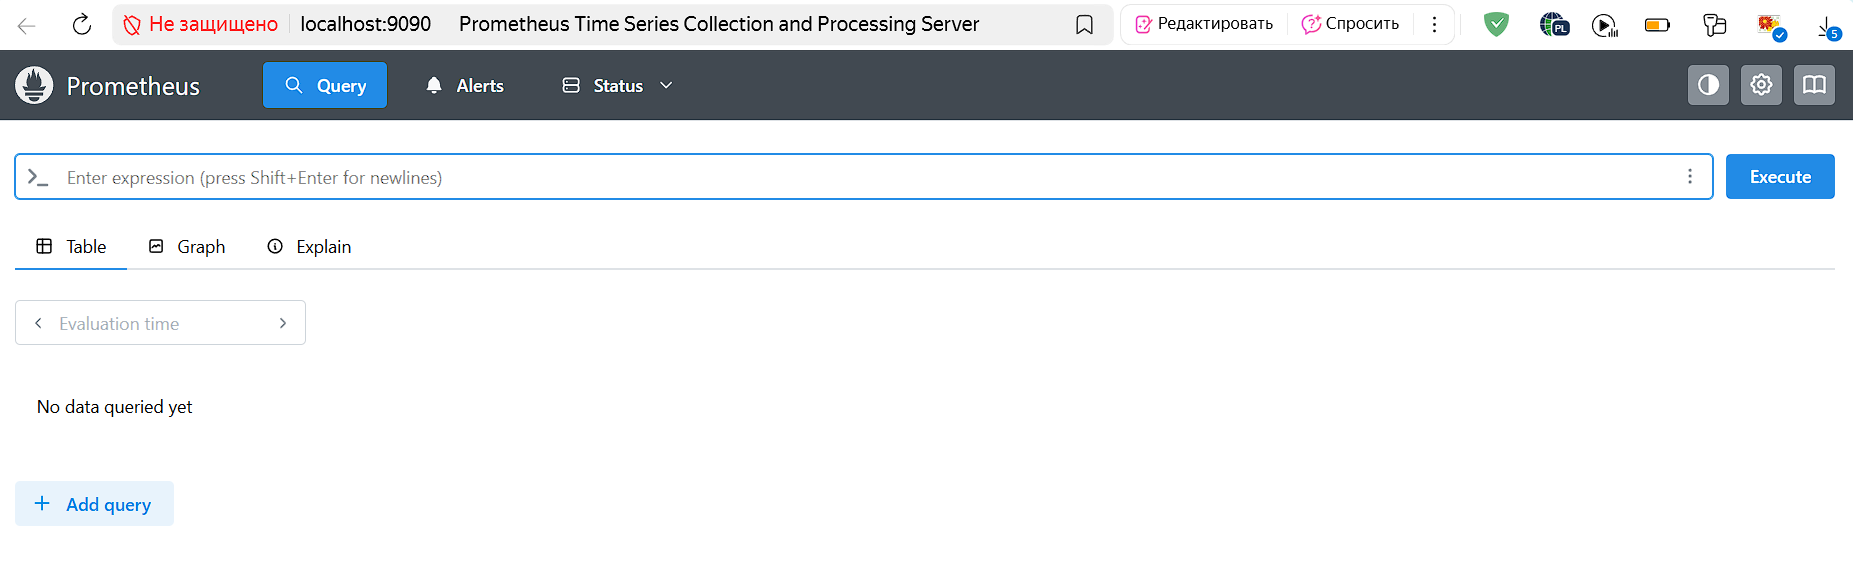 Не защищено localhost:9090 Prometheus Time Series Collection and Processing Server Редактировать Спросить PL 5
Prometheus Query Alerts Status
Enter expression (press Shift+Enter for newlines) Execute
Table Graph Explain
Evaluation time
No data queried yet
Add query